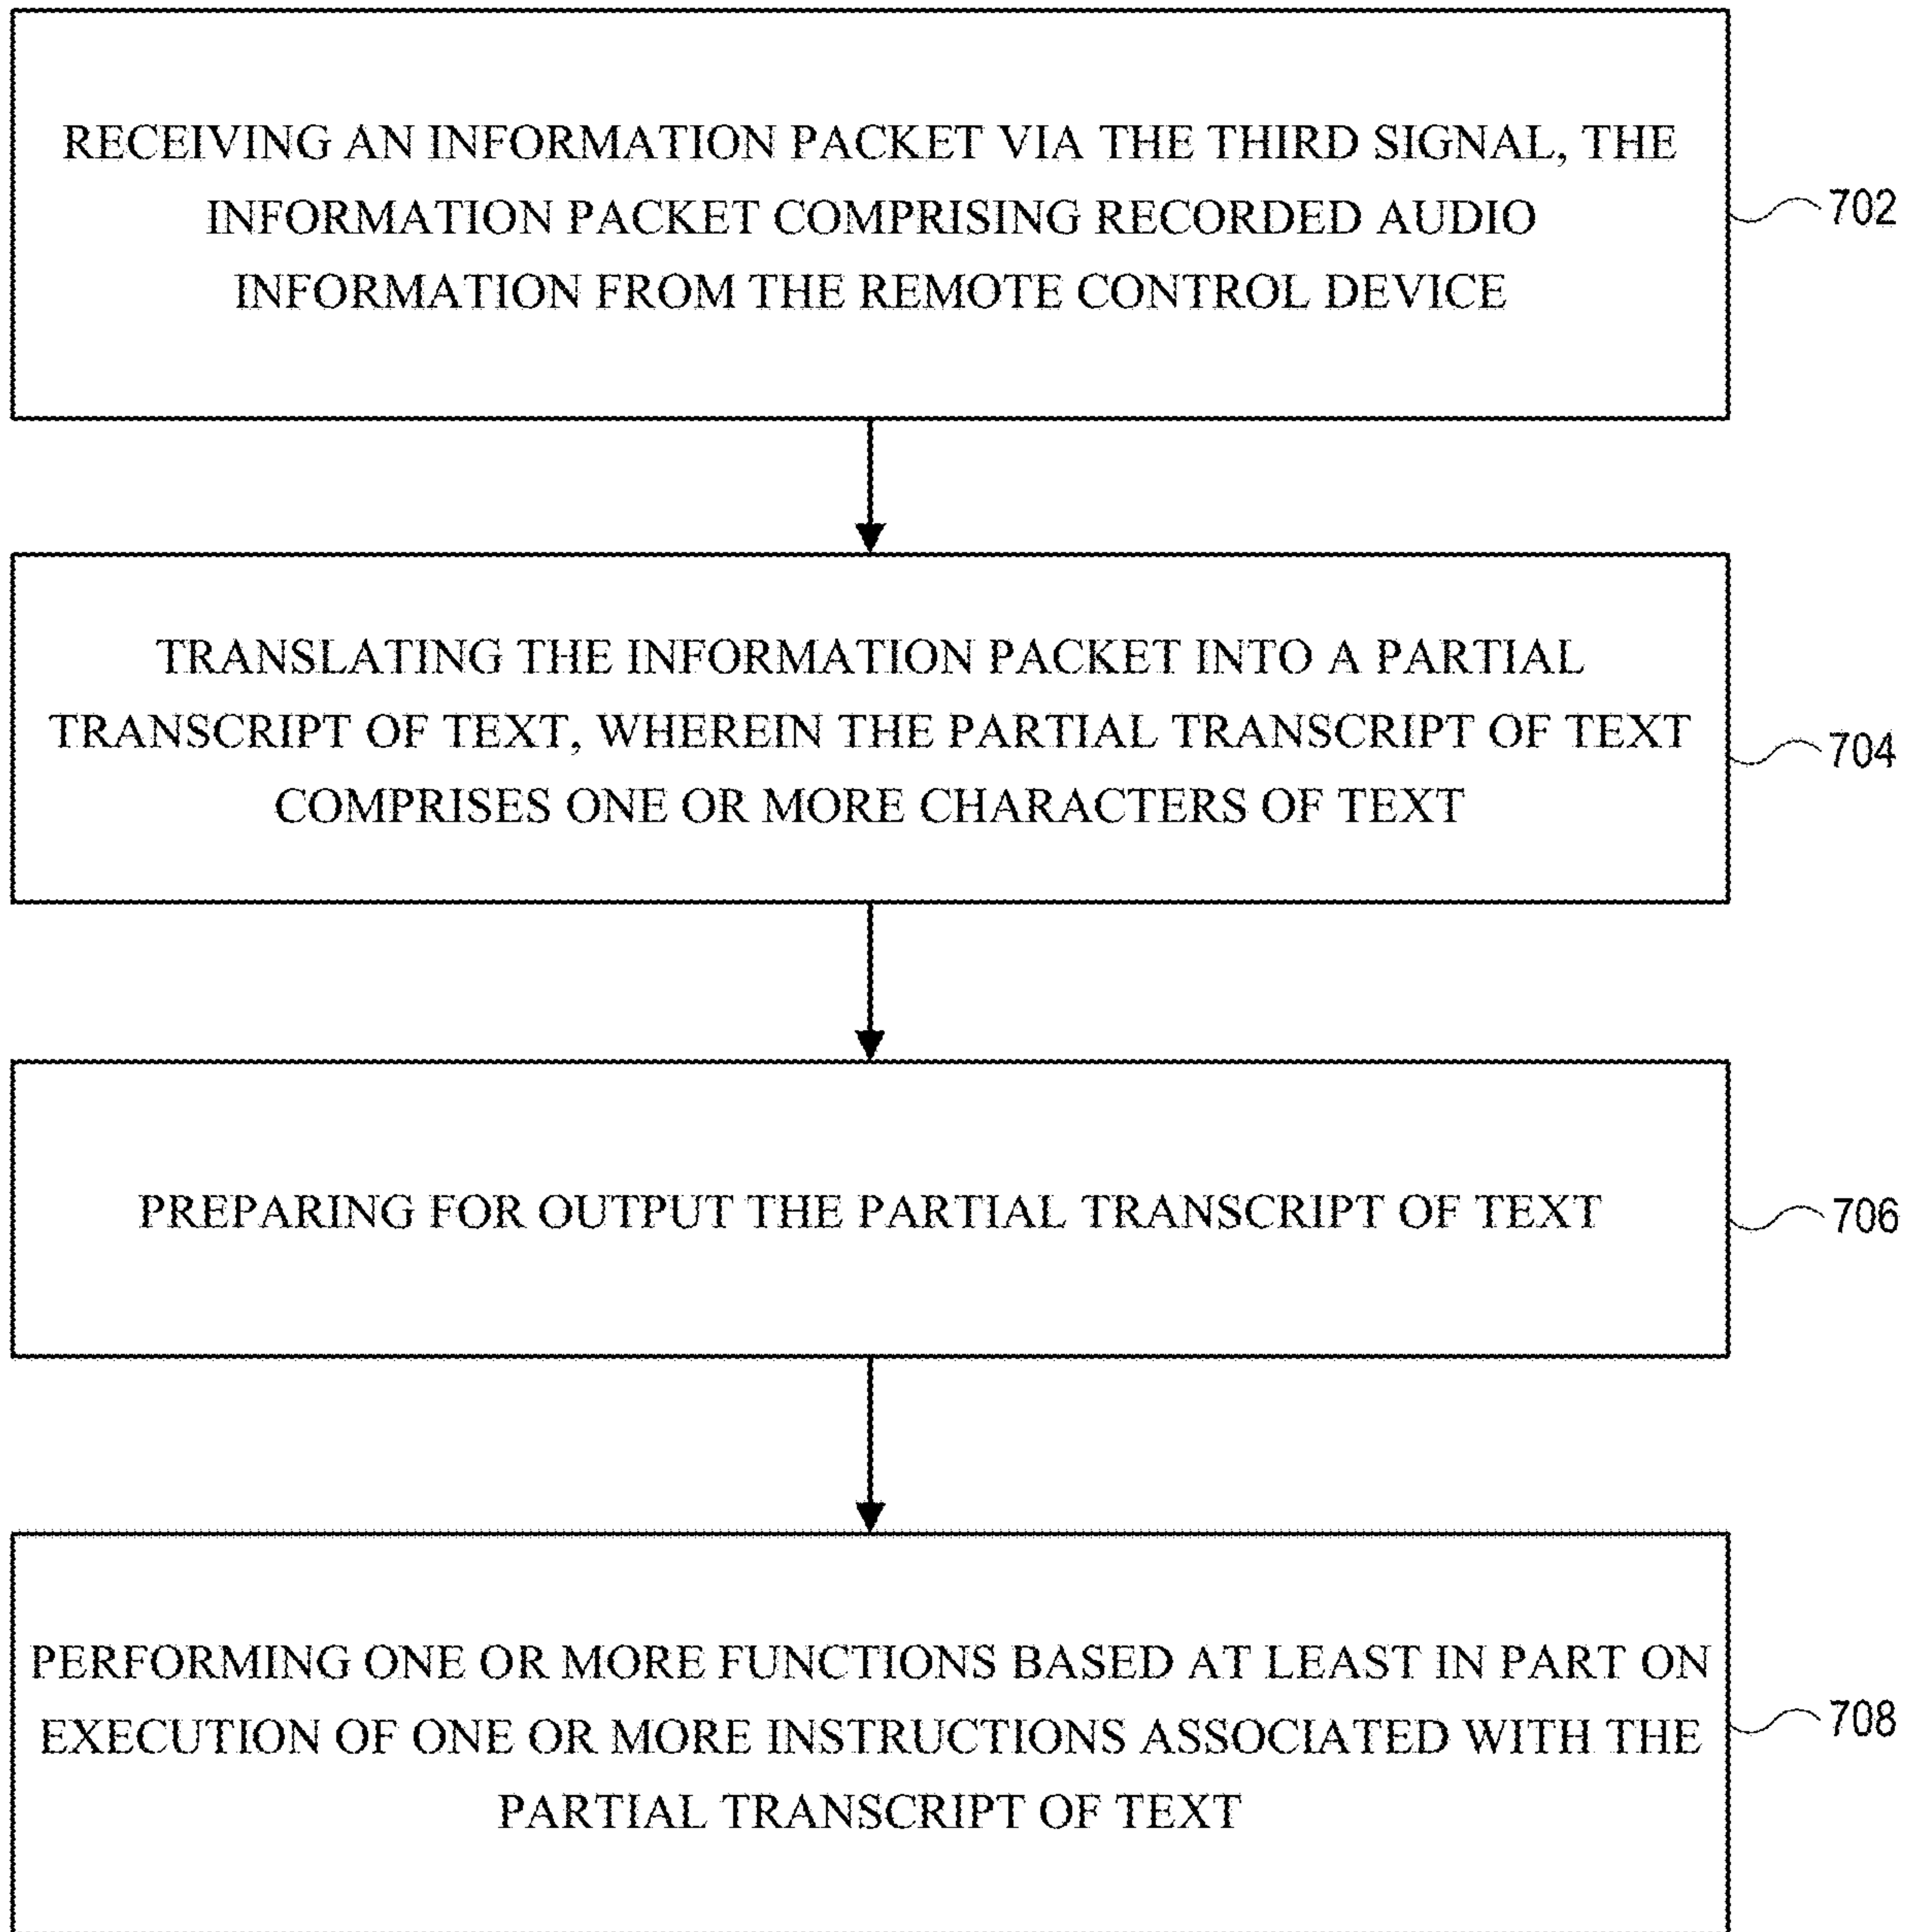 RECEIVING AN INFORMATION PACKET VIA THE THIRD SIGNAL, THE
INFORMATION PACKET COMPRISING RECORDED AUDIO
INFORMATION FROM THE REMOTE CONTROL DEVICE
702
TRANSLATING THE INFORMATION PACKET INTO A PARTIAL
TRANSCRIPT OF TEXT, WHEREIN THE PARTIAL TRANSCRIPT OF TEXT
COMPRISES ONE OR MORE CHARACTERS OF TEXT
704
PREPARING FOR OUTPUT THE PARTIAL TRANSCRIPT OF TEXT
706
PERFORMING ONE OR MORE FUNCTIONS BASED AT LEAST IN PART ON
EXECUTION OF ONE OR MORE INSTRUCTIONS ASSOCIATED WITH THE
PARTIAL TRANSCRIPT OF TEXT
708